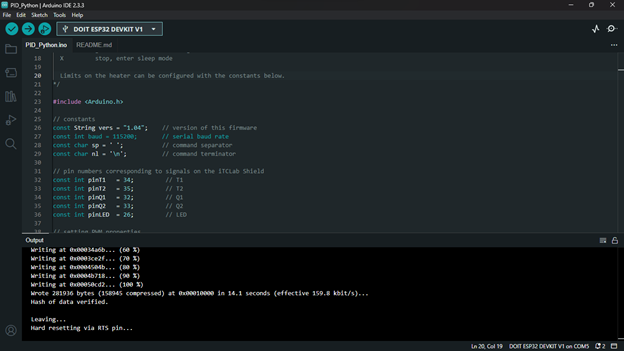 PID_Python | Arduino IDE 2.3.3
File Edit Sketch Tools Help
DOIT ESP32 DEVKIT V1
PID_Python.ino README.md
18 X stop, enter sleep mode
19
20 Limits on the heater can be configured with the constants below.
21 */
22
23 #include <Arduino.h>
24
25 // constants
26 const String vers = "1.04"; // version of this firmware
27 const int baud = 115200; // serial baud rate
28 const char sp = ' '; // command separator
29 const char nl = '\n'; // command terminator
30
31 // pin numbers corresponding to signals on the iTCLab Shield
32 const int pinT1 = 34; // T1
33 const int pinT2 = 35; // T2
34 const int pinQ1 = 32; // Q1
35 const int pinQ2 = 33; // Q2
36 const int pinLED = 26; // LED
37
38 // setting PWM properties
Output
Writing at 0x00034a6b... (60 %)
Writing at 0x0003ce2f... (70 %)
Writing at 0x0004504b... (80 %)
Writing at 0x0004b718... (90 %)
Writing at 0x00050cd2... (100 %)
Wrote 281936 bytes (158945 compressed) at 0x00010000 in 14.1 seconds (effective 159.8 kbit/s)...
Hash of data verified.
Leaving...
Hard resetting via RTS pin...
Ln 20, Col 19 DOIT ESP32 DEVKIT V1 on COM5 2